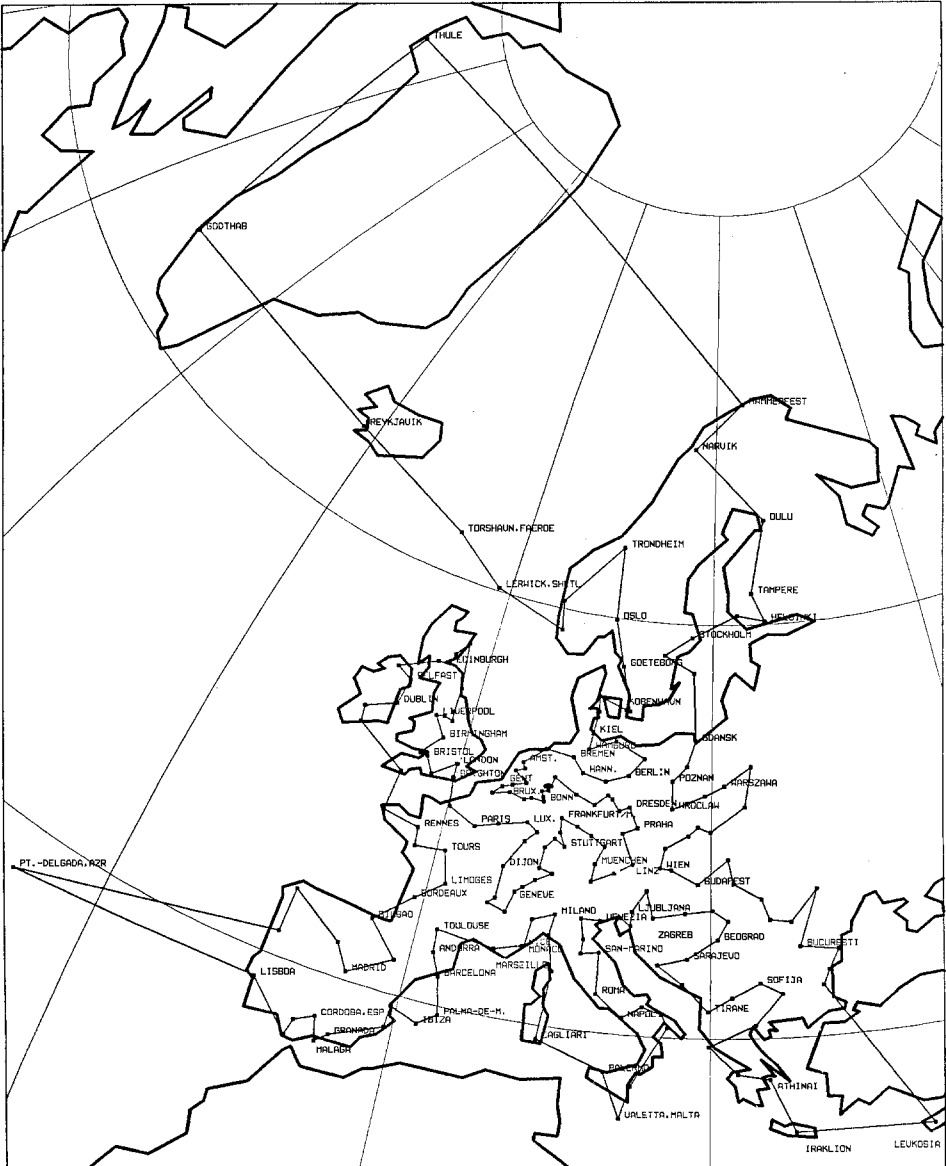 THULE
GODTHAB
HAMMERFEST
REYKJAVIK
NARVIK
OULU
TORSHAVN.FAEROE
TRONDHEIM
LERWICK.SHETL
TAMPERE
OSLO
HELSINKI
STOCKHOLM
EDINBURGH
GOETEBORG
BELFAST
DUBLIN
KOBENHAVN
LIVERPOOL
KIEL
BIRMINGHAM
GDANSK
HAMBURG
BRISTOL
BREMEN
LONDON
AMST.
HANN.
BERLIN
BRIGHTON
GENT
POZNAN
WARSZAWA
BRUX.
BONN
DRESDEN
WROCLAW
RENNES
PARIS
LUX.
FRANKFURT/M
PRAHA
TOURS
STUTTGART
PT.-DELGADA.AZR
DIJON
MUENCHEN
WIEN
LINZ
LIMOGES
BUDAPEST
BORDEAUX
GENEVE
BILBAO
MILANO
VENEZIA
LJUBLJANA
TOULOUSE
ZAGREB
BEOGRAD
BUCURESTI
ANDORRA
MONACO
SAN-MARINO
SARAJEVO
LISBOA
MADRID
MARSEILLE
BARCELONA
SOFIJA
ROMA
CORDOBA.ESP
PALMA-DE-M.
TIRANE
IBIZA
NAPOLI
GRANADA
CAGLIARI
MALAGA
PALERMO
ATHINAI
VALETTA.MALTA
IRAKLION
LEVKOSIA